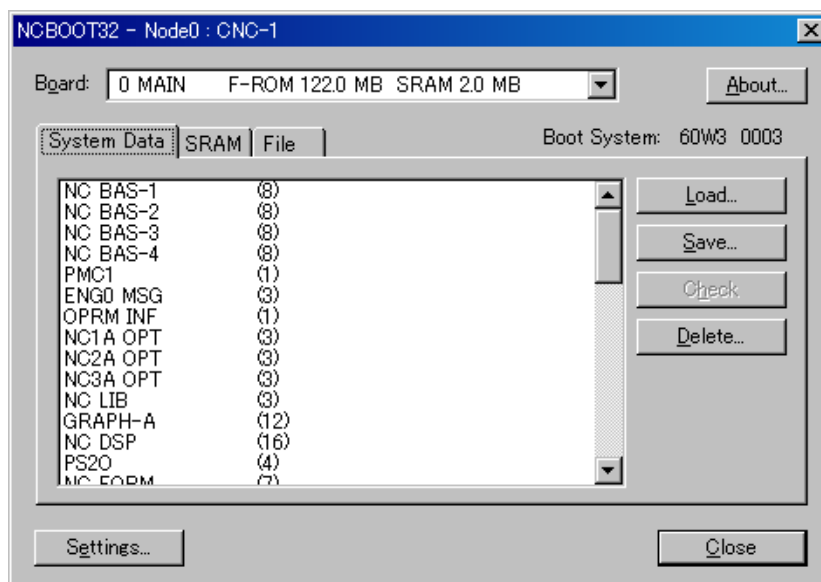 NCBOOT32 - Node0 : CNC-1
Board: 0 MAIN F-ROM 122.0 MB SRAM 2.0 MB About...
System Data SRAM File Boot System: 60W3 0003
NC BAS-1 (8)
NC BAS-2 (8)
NC BAS-3 (8)
NC BAS-4 (8)
PMC1 (1)
ENG0 MSG (3)
OPRM INF (1)
NC1A OPT (3)
NC2A OPT (3)
NC3A OPT (3)
NC LIB (3)
GRAPH-A (12)
NC DSP (16)
PS2O (4)
NC FORM (7)
Load...
Save...
Check
Delete...
Settings... Close